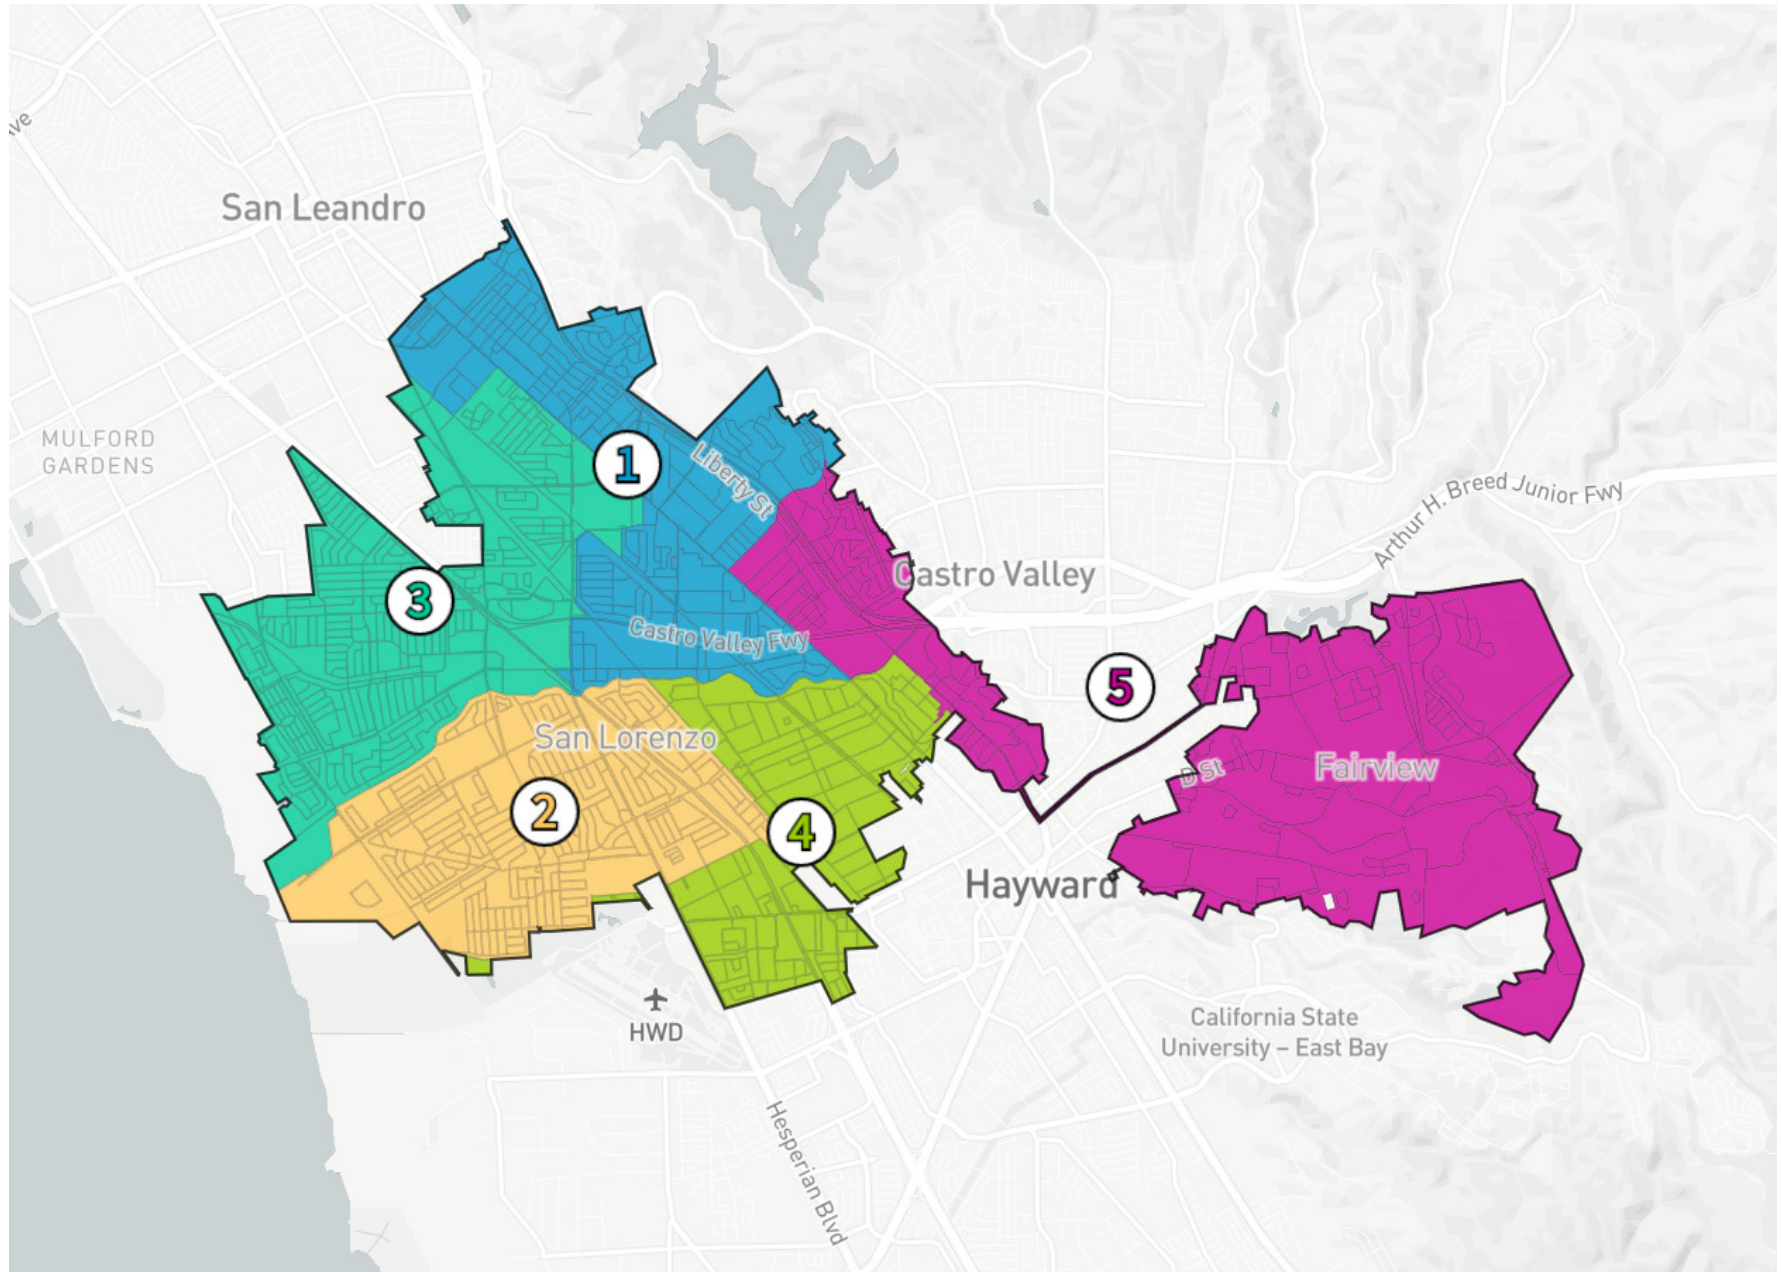 ve
San Leandro
MULFORD
GARDENS
1
Liberty St
Arthur H. Breed Junior Fwy
Castro Valley
3
Castro Valley Fwy
5
San Lorenzo
Fairview
D St
2
4
Hayward
HWD
California State
University – East Bay
Hesperian Blvd